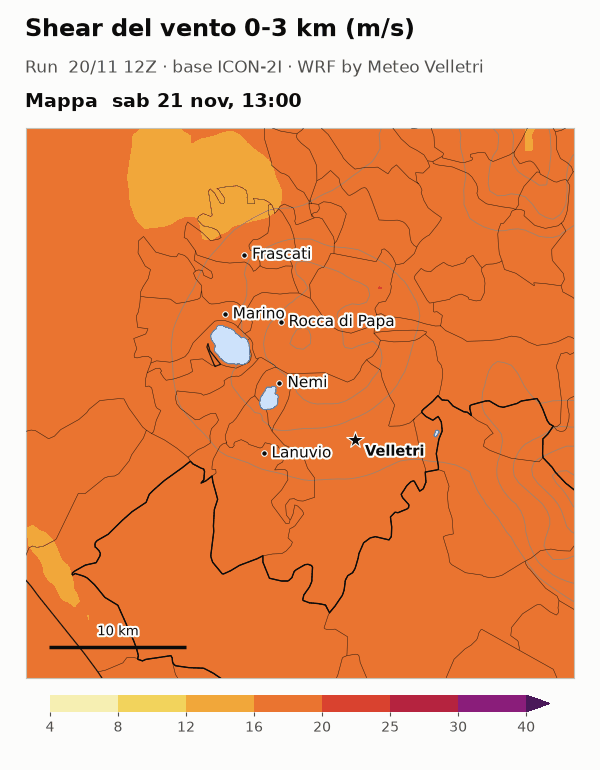 Shear del vento 0-3 km (m/s)
Run  20/11 12Z · base ICON-2I · WRF by Meteo Velletri
Mappa  sab 21 nov, 13:00
Frascati
Marino
Rocca di Papa
Nemi
Velletri
Lanuvio
10 km
4 8 12 16 20 25 30 40